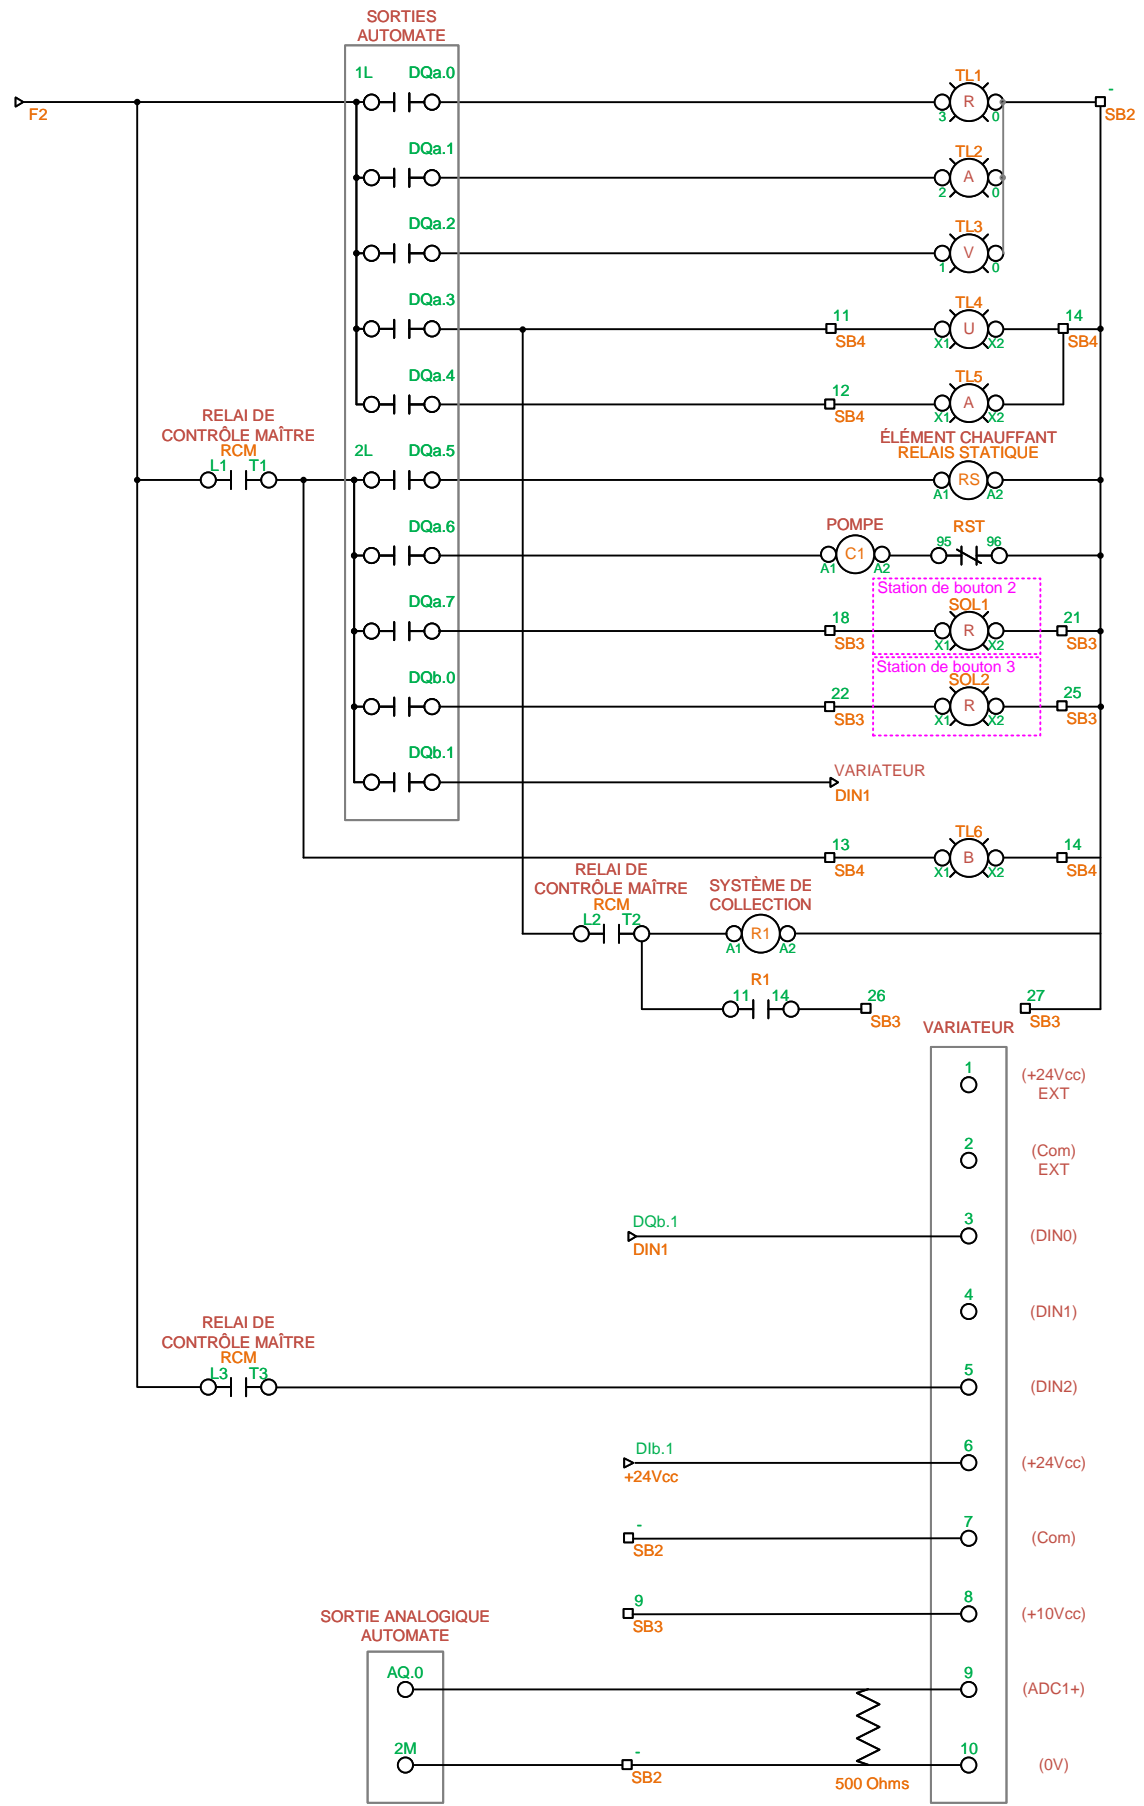 SORTIES
AUTOMATE
1L
DQa.0
TL1
-
F2
R
3
0
SB2
DQa.1
TL2
A
2
0
DQa.2
TL3
V
1
0
DQa.3
11
TL4
14
SB4
U
X1
X2
SB4
DQa.4
12
TL5
SB4
A
X1
X2
RELAI DE
CONTRÔLE MAÎTRE
RCM
L1
T1
2L
DQa.5
ÉLÉMENT CHAUFFANT
RELAIS STATIQUE
RS
A1
A2
DQa.6
POMPE
RST
C1
A1
A2
95
96
DQa.7
Station de bouton 2
18
SOL1
21
SB3
R
X1
X2
SB3
DQb.0
Station de bouton 3
22
SOL2
25
SB3
R
X1
X2
SB3
DQb.1
VARIATEUR
DIN1
13
TL6
14
SB4
B
X1
X2
SB4
RELAI DE
CONTRÔLE MAÎTRE
RCM
L2
T2
SYSTÈME DE
COLLECTION
R1
A1
A2
R1
11
14
26
SB3
27
SB3
VARIATEUR
1
(+24Vcc)
EXT
2
(Com)
EXT
DQb.1
DIN1
3
(DIN0)
4
(DIN1)
RELAI DE
CONTRÔLE MAÎTRE
RCM
L3
T3
5
(DIN2)
DIb.1
+24Vcc
6
(+24Vcc)
-
SB2
7
(Com)
9
SB3
8
(+10Vcc)
SORTIE ANALOGIQUE
AUTOMATE
AQ.0
9
(ADC1+)
2M
-
SB2
500 Ohms
10
(0V)